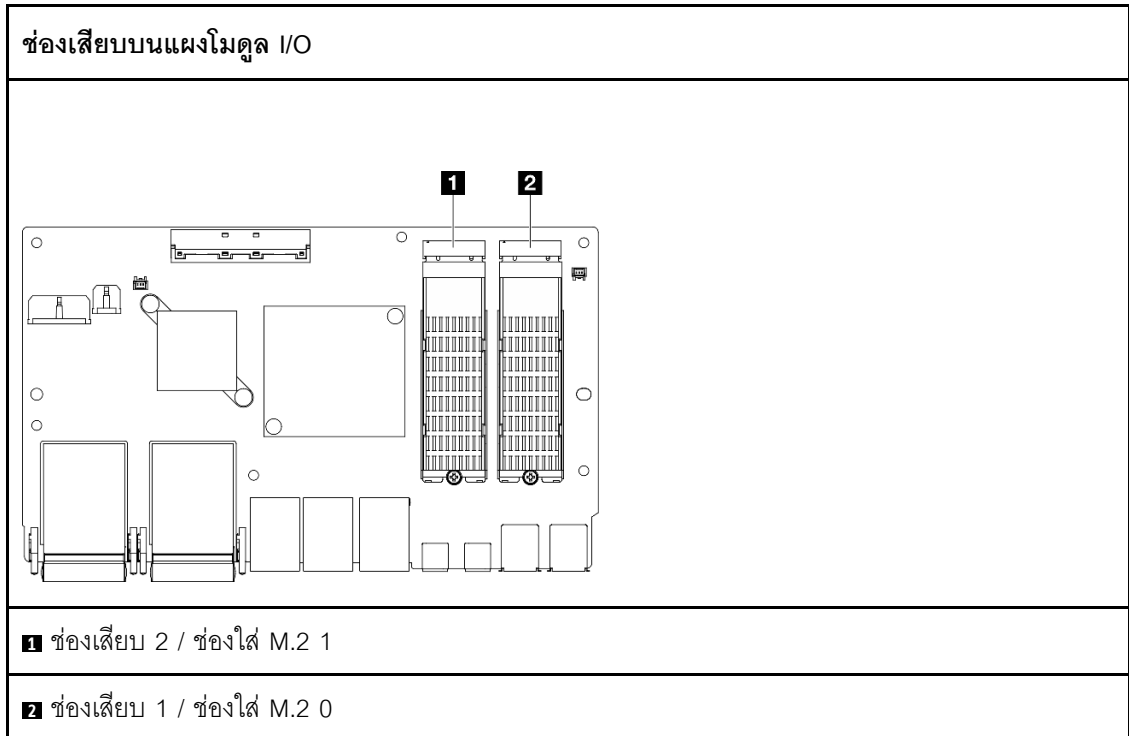 ช่องเสียบบนแผงโมดูล I/O
1 2
1 ช่องเสียบ 2 / ช่องใส่ M.2 1
2 ช่องเสียบ 1 / ช่องใส่ M.2 0